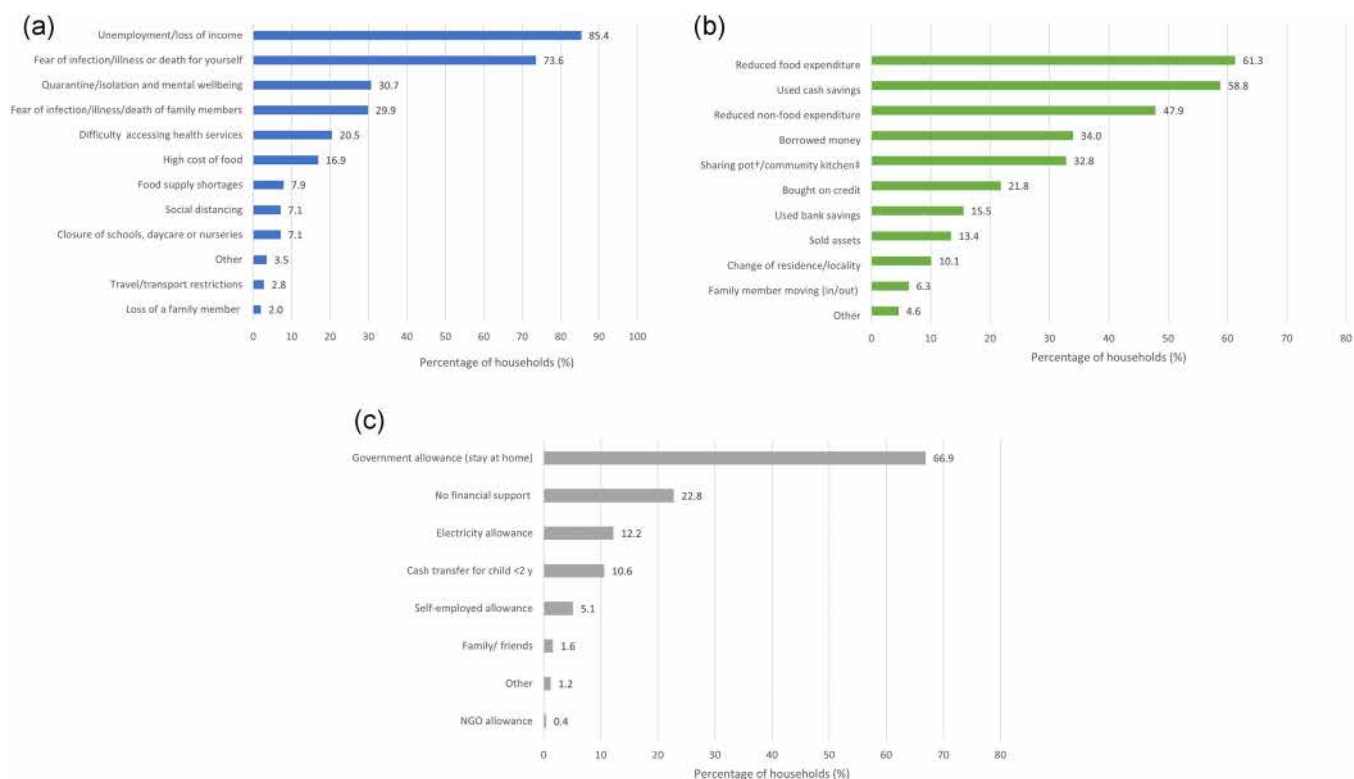 (a)
Unemployment/loss of income 85.4
Fear of infection/illness or death for yourself 73.6
Quarantine/isolation and mental wellbeing 30.7
Fear of infection/illness/death of family members 29.9
Difficulty accessing health services 20.5
High cost of food 16.9
Food supply shortages 7.9
Social distancing 7.1
Closure of schools, daycare or nurseries 7.1
Other 3.5
Travel/transport restrictions 2.8
Loss of a family member 2.0
0 10 20 30 40 50 60 70 80 90 100
Percentage of households (%)
(b)
Reduced food expenditure 61.3
Used cash savings 58.8
Reduced non-food expenditure 47.9
Borrowed money 34.0
Sharing pot†/community kitchen‡ 32.8
Bought on credit 21.8
Used bank savings 15.5
Sold assets 13.4
Change of residence/locality 10.1
Family member moving (in/out) 6.3
Other 4.6
0 10 20 30 40 50 60 70 80
Percentage of households (%)
(c)
Government allowance (stay at home) 66.9
No financial support 22.8
Electricity allowance 12.2
Cash transfer for child <2 y 10.6
Self-employed allowance 5.1
Family/ friends 1.6
Other 1.2
NGO allowance 0.4
0 10 20 30 40 50 60 70 80
Percentage of households (%)